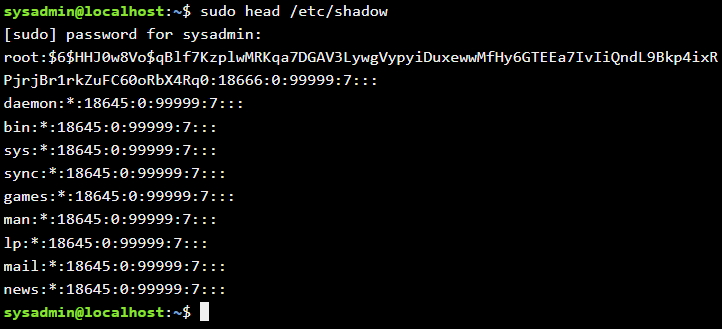 sysadmin@localhost:~$ sudo head /etc/shadow
[sudo] password for sysadmin:
root:$6$HHJ0w8Vo$qBlf7KzplwMRKqa7DGAV3LywgVypyiDuxewwMfHy6GTEEa7IvIiQndL9Bkp4ixR
PjrjBr1rkZuFC60oRbX4Rq0:18666:0:99999:7:::
daemon:*:18645:0:99999:7:::
bin:*:18645:0:99999:7:::
sys:*:18645:0:99999:7:::
sync:*:18645:0:99999:7:::
games:*:18645:0:99999:7:::
man:*:18645:0:99999:7:::
lp:*:18645:0:99999:7:::
mail:*:18645:0:99999:7:::
news:*:18645:0:99999:7:::
sysadmin@localhost:~$